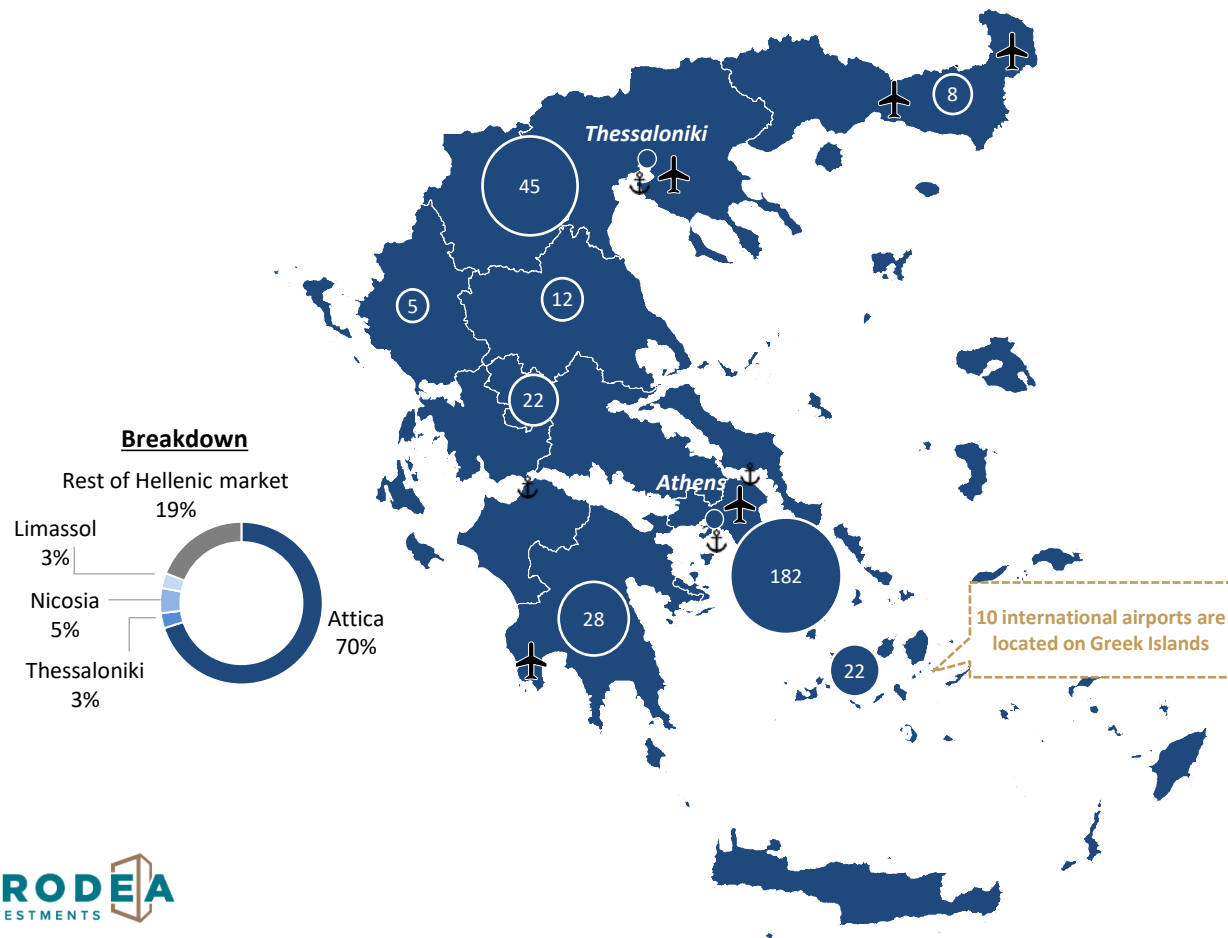 8
Thessaloniki
45
5
12
22
Breakdown
Rest of Hellenic market
19%
Limassol
3%
Nicosia
5%
Thessaloniki
3%
Attica
70%
Athens
182
28
22
10 international airports are
located on Greek Islands
RODEA
ESTMENTS